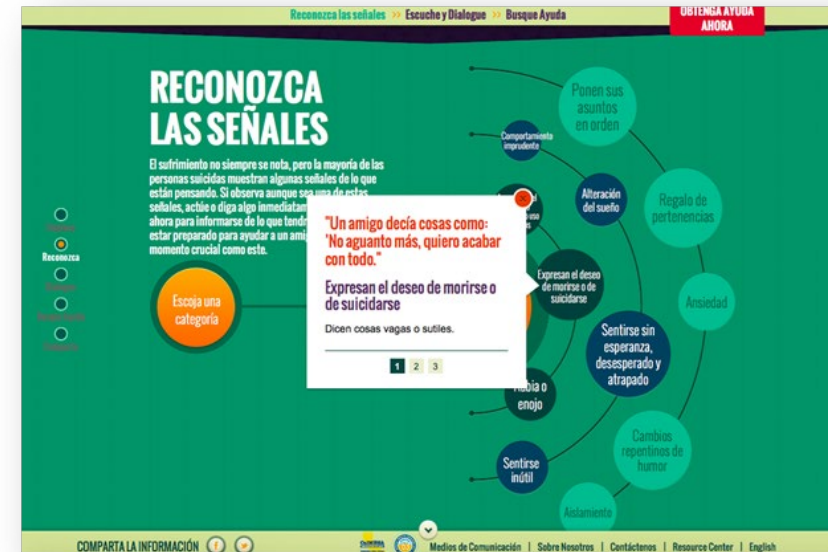 Reconozca las señales >> Escuche y Dialogue >> Busque Ayuda
OBTENGA AYUDA
AHORA
RECONOZCA
LAS SEÑALES
El sufrimiento no siempre se nota, pero la mayoría de las
personas suicidas muestran algunas señales de lo que
están pensando. Si observa aunque sea una de estas
señales, actúe o diga algo
ahora para informarse de lo que
estar preparado para ayudar a un
momento crucial como este.
Reconozca
Escoja una
categoría
"Un amigo decía cosas como:
'No aguanto más, quiero acabar
con todo."
Expresan el deseo de morirse o
de suicidarse
Dicen cosas vagas o sutiles.
1 2 3
Ponen sus
asuntos
en orden
Comportamiento
imprudente
Alteración
del sueño
Regalo de
pertenencias
Expresan el deseo
de morirse o de
suicidarse
Ansiedad
Sentirse sin
esperanza,
desesperado y
atrapado
o
enojo
Cambios
repentinos de
humor
Sentirse
inútil
Aislamiento
COMPARTA LA INFORMACIÓN
Medios de Comunicación | Sobre Nosotros | Contáctenos | Resource Center | English